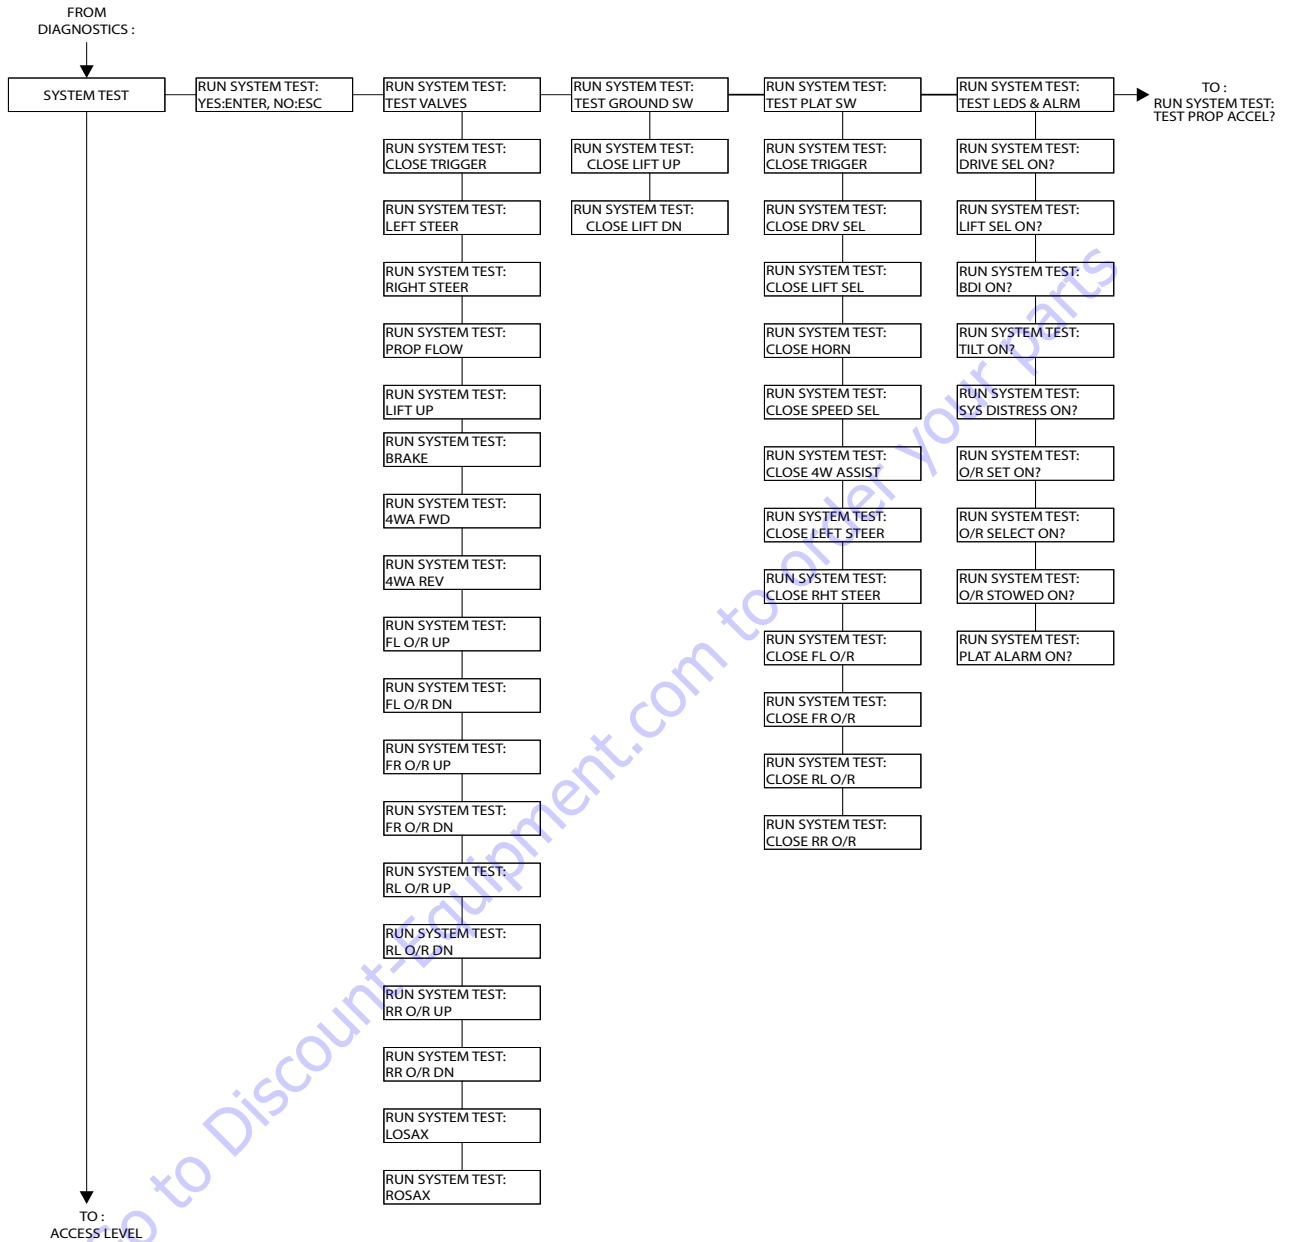 FROM
DIAGNOSTICS :
SYSTEM TEST
RUN SYSTEM TEST:
YES:ENTER, NO:ESC
RUN SYSTEM TEST:
TEST VALVES
RUN SYSTEM TEST:
CLOSE TRIGGER
RUN SYSTEM TEST:
LEFT STEER
RUN SYSTEM TEST:
RIGHT STEER
RUN SYSTEM TEST:
PROP FLOW
RUN SYSTEM TEST:
LIFT UP
RUN SYSTEM TEST:
BRAKE
RUN SYSTEM TEST:
4WA FWD
RUN SYSTEM TEST:
4WA REV
RUN SYSTEM TEST:
FL O/R UP
RUN SYSTEM TEST:
FL O/R DN
RUN SYSTEM TEST:
FR O/R UP
RUN SYSTEM TEST:
FR O/R DN
RUN SYSTEM TEST:
RL O/R UP
RUN SYSTEM TEST:
RL O/R DN
RUN SYSTEM TEST:
RR O/R UP
RUN SYSTEM TEST:
RR O/R DN
RUN SYSTEM TEST:
LOSAX
RUN SYSTEM TEST:
ROSAX
RUN SYSTEM TEST:
TEST GROUND SW
RUN SYSTEM TEST:
CLOSE LIFT UP
RUN SYSTEM TEST:
CLOSE LIFT DN
RUN SYSTEM TEST:
TEST PLAT SW
RUN SYSTEM TEST:
CLOSE TRIGGER
RUN SYSTEM TEST:
CLOSE DRV SEL
RUN SYSTEM TEST:
CLOSE LIFT SEL
RUN SYSTEM TEST:
CLOSE HORN
RUN SYSTEM TEST:
CLOSE SPEED SEL
RUN SYSTEM TEST:
CLOSE 4W ASSIST
RUN SYSTEM TEST:
CLOSE LEFT STEER
RUN SYSTEM TEST:
CLOSE RHT STEER
RUN SYSTEM TEST:
CLOSE FL O/R
RUN SYSTEM TEST:
CLOSE FR O/R
RUN SYSTEM TEST:
CLOSE RL O/R
RUN SYSTEM TEST:
CLOSE RR O/R
RUN SYSTEM TEST:
TEST LEDS & ALRM
RUN SYSTEM TEST:
DRIVE SEL ON?
RUN SYSTEM TEST:
LIFT SEL ON?
RUN SYSTEM TEST:
BDI ON?
RUN SYSTEM TEST:
TILT ON?
RUN SYSTEM TEST:
SYS DISTRESS ON?
RUN SYSTEM TEST:
O/R SET ON?
RUN SYSTEM TEST:
O/R SELECT ON?
RUN SYSTEM TEST:
O/R STOWED ON?
RUN SYSTEM TEST:
PLAT ALARM ON?
TO :
RUN SYSTEM TEST:
TEST PROP ACCEL?
TO :
ACCESS LEVEL
Go to Discount-Equipment.com to order your parts